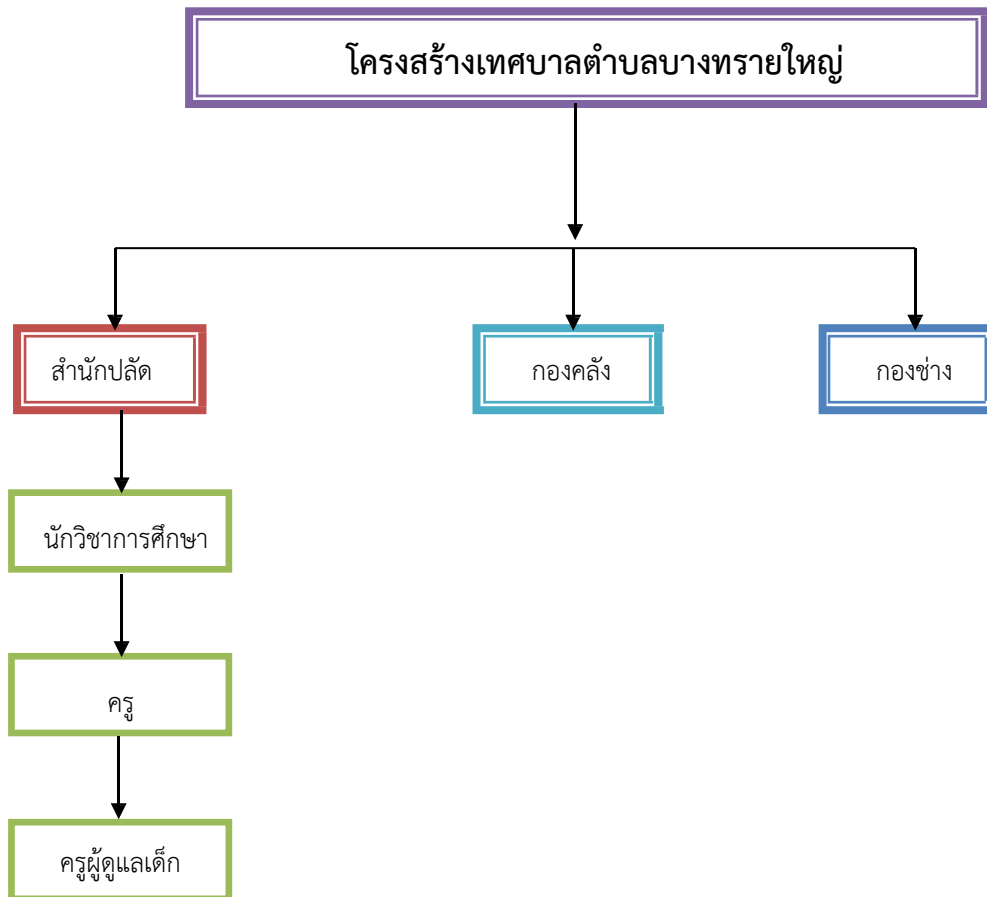 โครงสร้างเทศบาลตำบลบางทรายใหญ่
สำนักปลัด
กองคลัง
กองช่าง
นักวิชาการศึกษา
ครู
ครูผู้ดูแลเด็ก